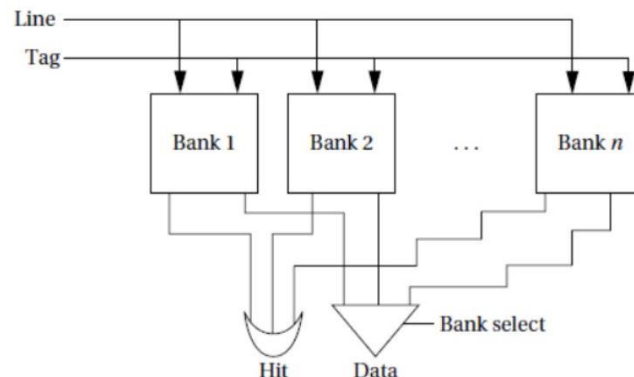 Line
Tag
Bank 1 Bank 2 ... Bank n
Bank select
Hit Data